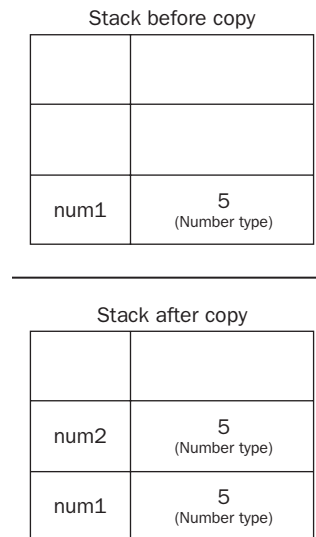 Stack before copy
num1 5
(Number type)
Stack after copy
num2 5
(Number type)
num1 5
(Number type)